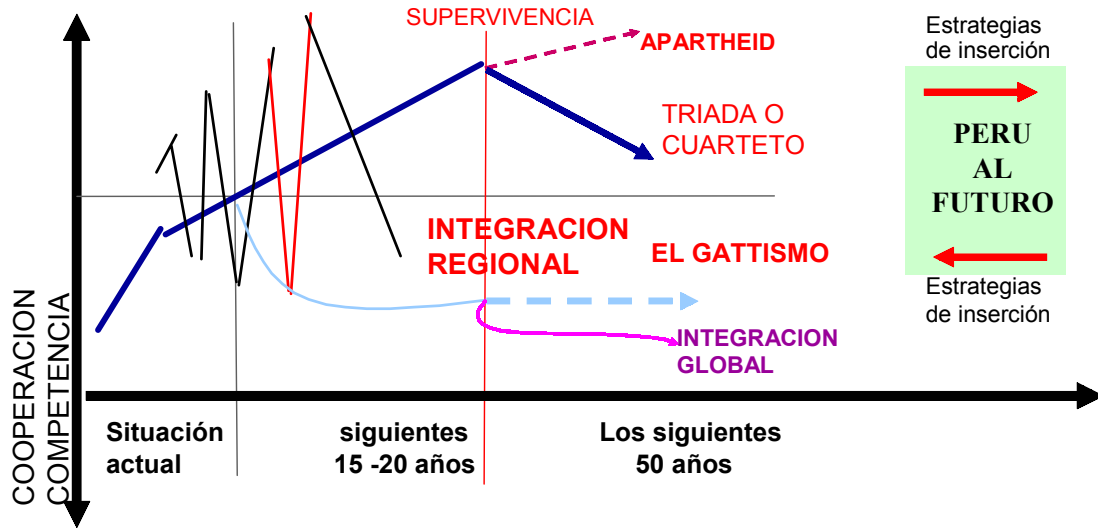 SUPERVIVENCIA
APARTHEID
TRIADA O
CUARTETO
INTEGRACION
REGIONAL
EL GATTISMO
INTEGRACION
GLOBAL
Estrategias
de inserción
PERU
AL
FUTURO
Estrategias
de inserción
COOPERACION
COMPETENCIA
Situación
actual
siguientes
15 -20 años
Los siguientes
50 años